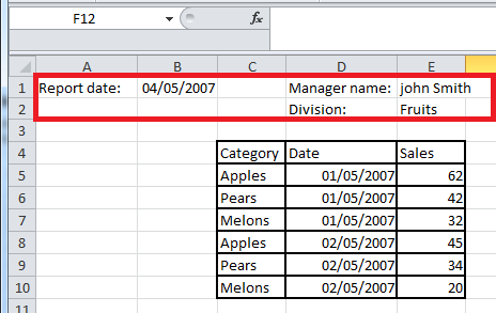 F12 fx
A B C D E
1 Report date: 04/05/2007 Manager name: john Smith
2 Division: Fruits
3
4 Category Date Sales
5 Apples 01/05/2007 62
6 Pears 01/05/2007 42
7 Melons 01/05/2007 32
8 Apples 02/05/2007 45
9 Pears 02/05/2007 34
10 Melons 02/05/2007 20
11